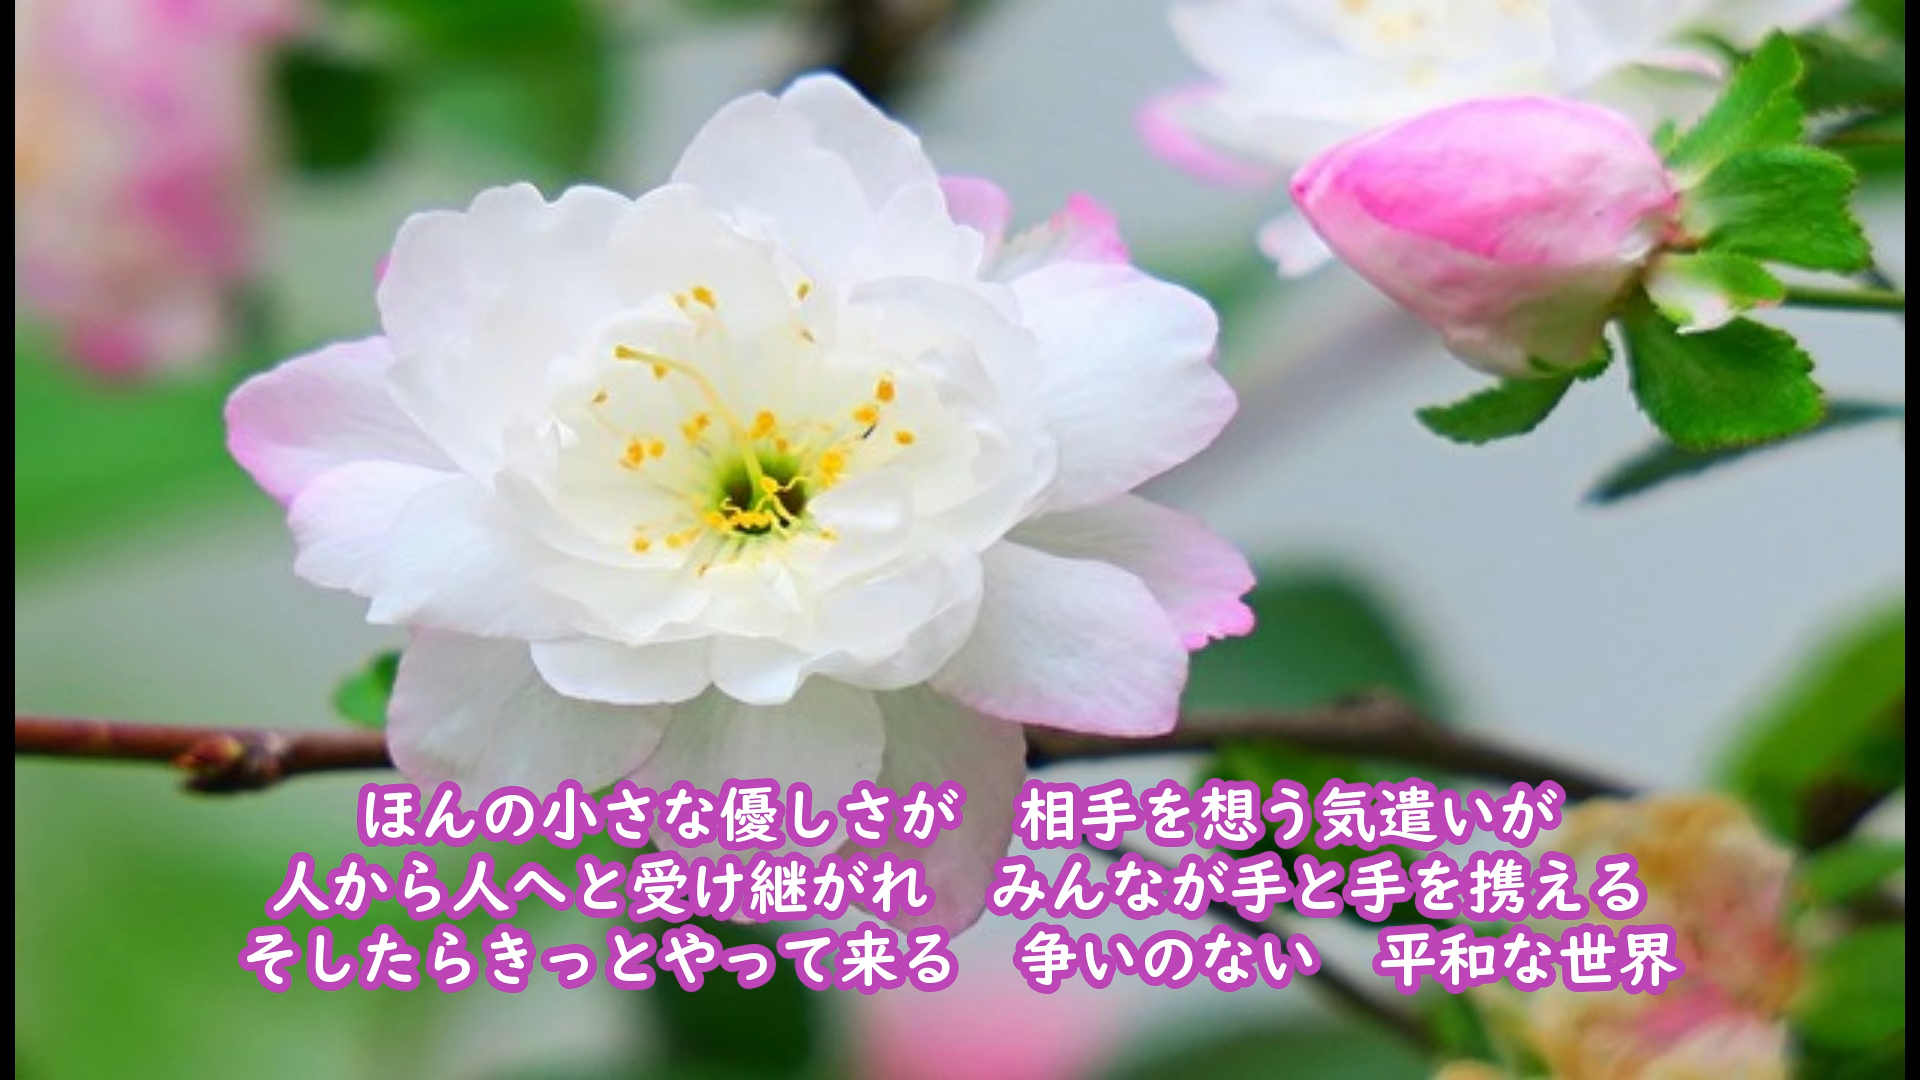 ほんの小さな優しさが　相手を想う気遣いが
人から人へと受け継がれ　みんなが手と手を携える
そしたらきっとやって来る　争いのない　平和な世界